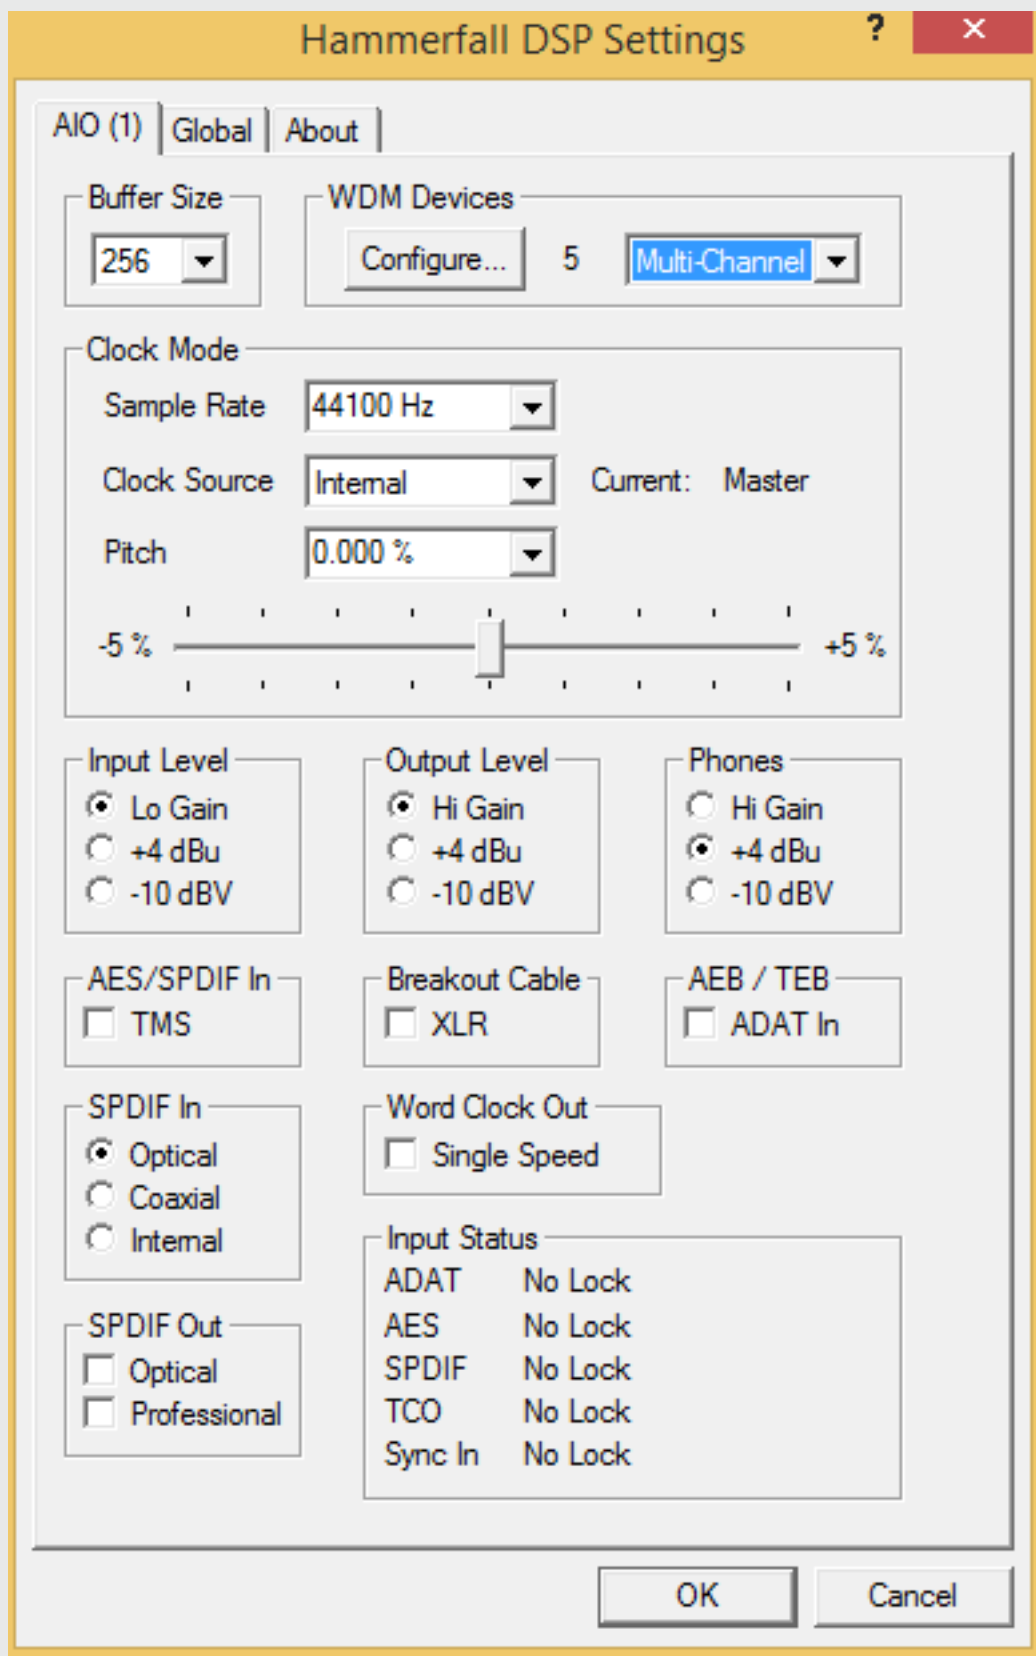 Hammerfall DSP Settings ? ×
AIO (1) Global About
Buffer Size WDM Devices
256 Configure... 5 Multi-Channel
Clock Mode
Sample Rate 44100 Hz
Clock Source Internal Current: Master
Pitch 0.000 %
-5 % +5 %
Input Level Output Level Phones
Lo Gain Hi Gain Hi Gain
+4 dBu +4 dBu +4 dBu
-10 dBV -10 dBV -10 dBV
AES/SPDIF In Breakout Cable AEB / TEB
TMS XLR ADAT In
SPDIF In Word Clock Out
Optical Single Speed
Coaxial
Internal Input Status
ADAT No Lock
SPDIF Out AES No Lock
Optical SPDIF No Lock
Professional TCO No Lock
Sync In No Lock
OK Cancel